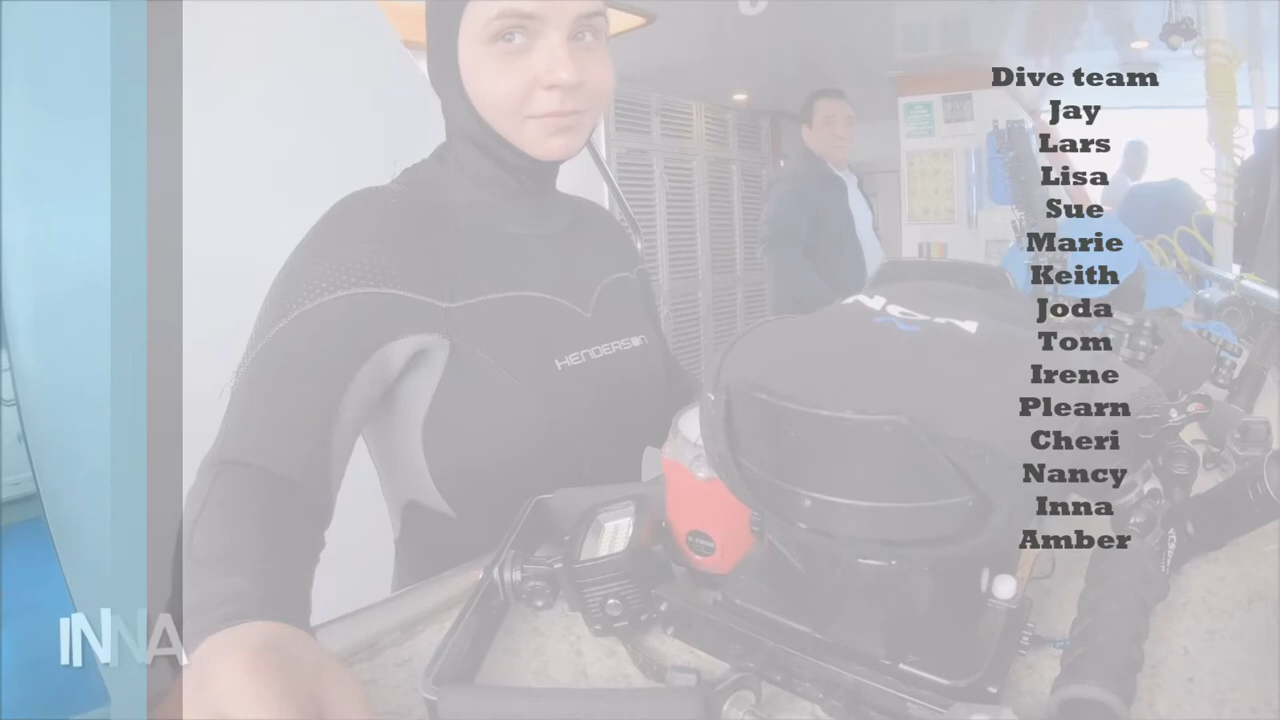 Dive team
Jay
Lars
Lisa
Sue
Marie
Keith
Joda
Tom
Irene
Plearn
Cheri
Nancy
Inna
Amber
HENDERSON
INNA